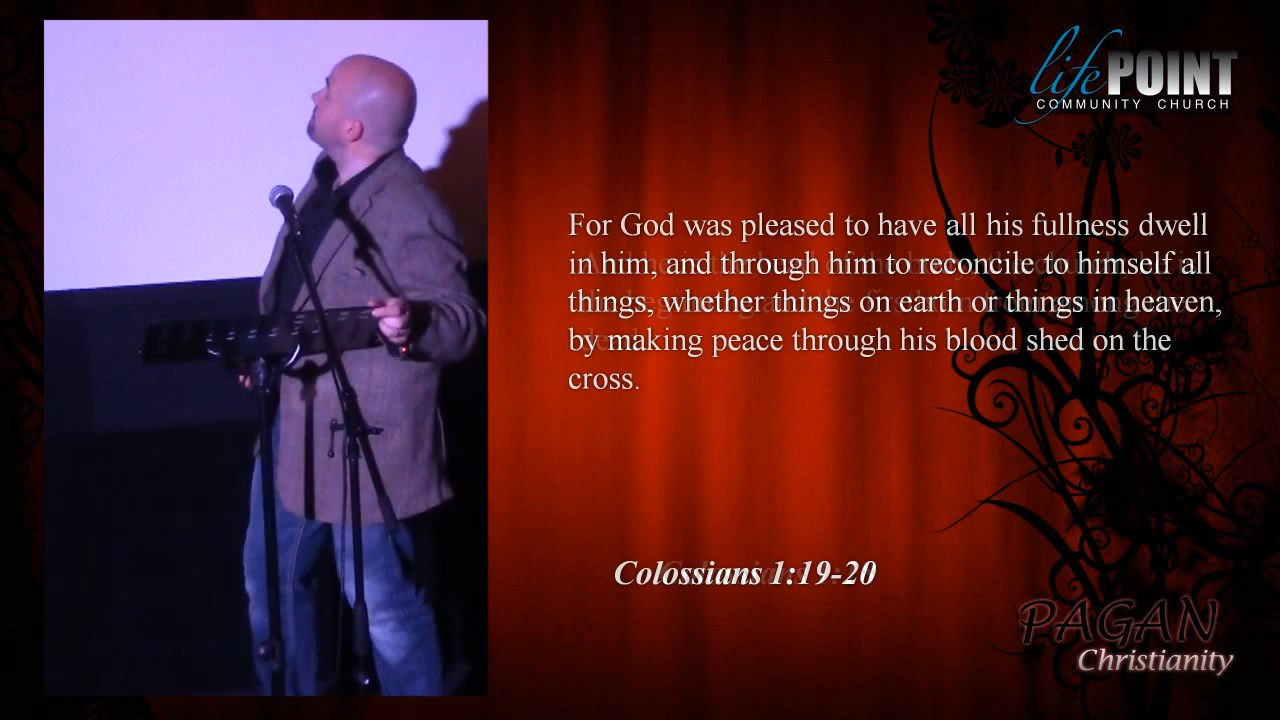 life POINT
COMMUNITY CHURCH
For God was pleased to have all his fullness dwell
in him, and through him to reconcile to himself all
things, whether things on earth or things in heaven,
by making peace through his blood shed on the
cross.
Colossians 1:19-20
PAGAN
Christianity